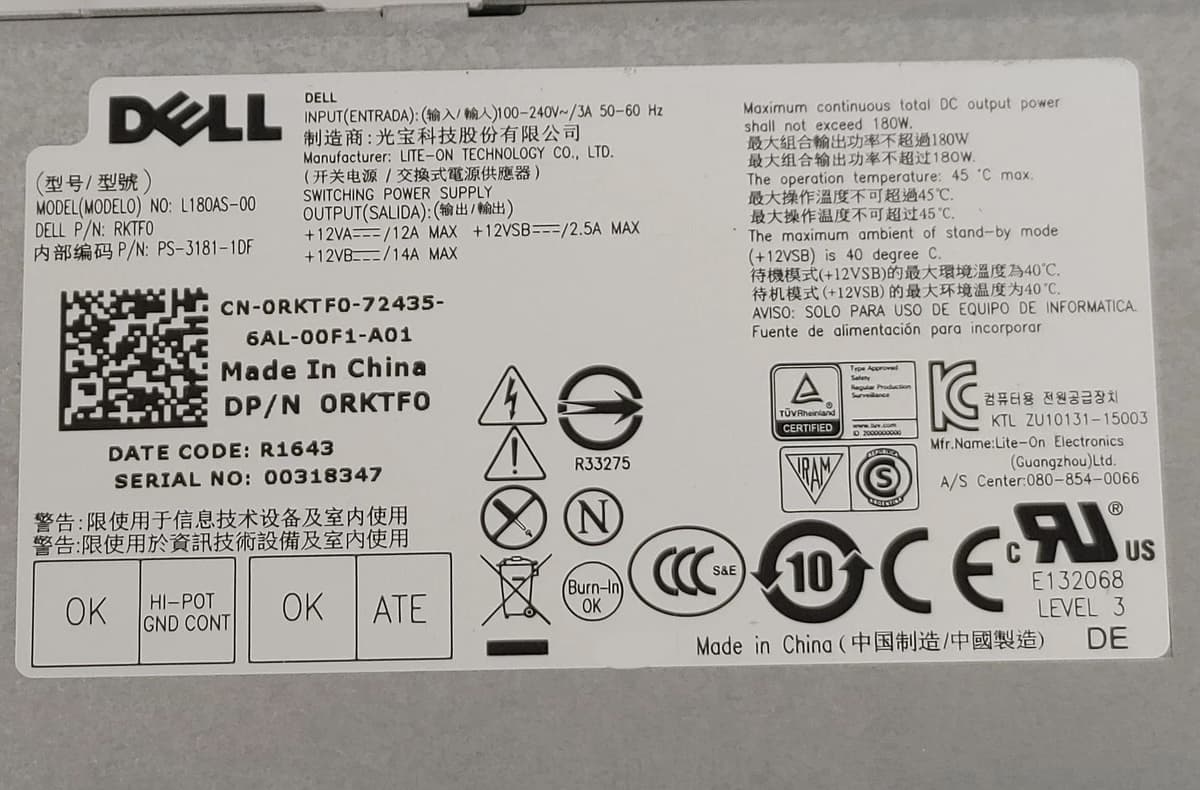 DELL
(型号/型號)
MODEL(MODELO) NO: L180AS-00
DELL P/N: RKTF0
内部编码 P/N: PS-3181-1DF
DELL
INPUT(ENTRADA):(输入/輸入)100-240V~/3A 50-60 Hz
制造商:光宝科技股份有限公司
Manufacturer: LITE-ON TECHNOLOGY CO., LTD.
(开关电源 / 交換式電源供應器)
SWITCHING POWER SUPPLY
OUTPUT(SALIDA):(输出/輸出)
+12VA⎓/12A MAX +12VSB⎓/2.5A MAX
+12VB⎓/14A MAX
Maximum continuous total DC output power
shall not exceed 180W.
最大組合輸出功率不超過180W
最大组合输出功率不超过180W.
The operation temperature: 45 °C max.
最大操作溫度不可超過45℃.
最大操作温度不可超过45℃.
The maximum ambient of stand-by mode
(+12VSB) is 40 degree C.
待機模式(+12VSB)的最大環境溫度為40℃.
待机模式(+12VSB)的最大环境温度为40℃.
AVISO: SOLO PARA USO DE EQUIPO DE INFORMATICA.
Fuente de alimentación para incorporar
CN-0RKTF0-72435-
6AL-00F1-A01
Made In China
DP/N 0RKTF0
DATE CODE: R1643
SERIAL NO: 00318347
警告:限使用于信息技术设备及室内使用
警告:限使用於資訊技術設備及室內使用
OK
HI-POT
GND CONT
OK
ATE
R33275
N
Burn-In
OK
CCC S&E
10
TÜVRheinland ®
CERTIFIED
Type Approved
Safety
Regular Production
Surveillance
www.tuv.com
ID 2000000000
IRAM
REPUBLICA
S
ARGENTINA
컴퓨터용 전원공급장치
KTL ZU10131-15003
Mfr.Name:Lite-On Electronics
(Guangzhou)Ltd.
A/S Center:080-854-0066
CE
c RU ® US
E132068
LEVEL 3
Made in China (中国制造/中國製造)
DE